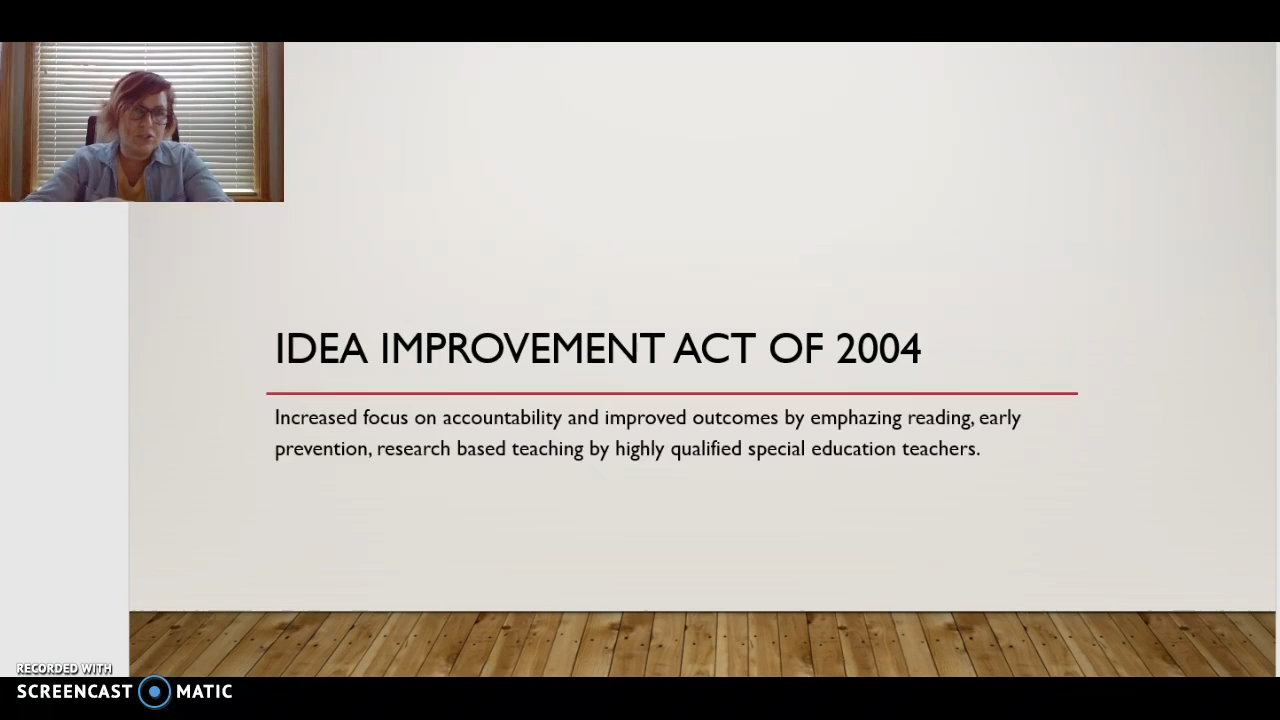 IDEA IMPROVEMENT ACT OF 2004
Increased focus on accountability and improved outcomes by emphazing reading, early
prevention, research based teaching by highly qualified special education teachers.
RECORDED WITH
SCREENCAST MATIC